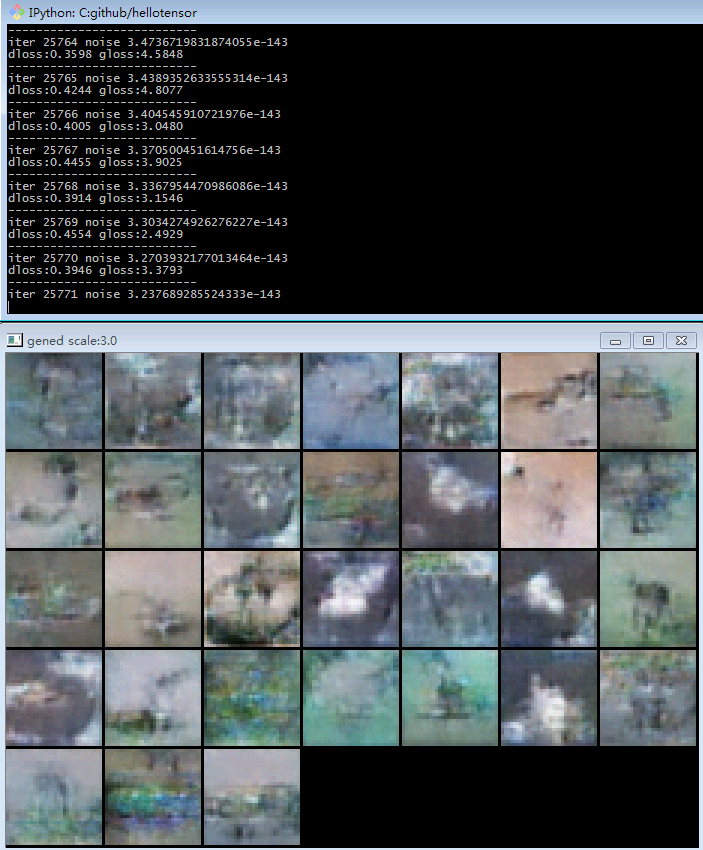 IPython: C:github/hellotensor
---------------------------
iter 25764 noise 3.4736719831874055e-143
dloss:0.3598 gloss:4.5848
---------------------------
iter 25765 noise 3.4389352633555314e-143
dloss:0.4244 gloss:4.8077
---------------------------
iter 25766 noise 3.404545910721976e-143
dloss:0.4005 gloss:3.0480
---------------------------
iter 25767 noise 3.370500451614756e-143
dloss:0.4455 gloss:3.9025
---------------------------
iter 25768 noise 3.3367954470986086e-143
dloss:0.3914 gloss:3.1546
---------------------------
iter 25769 noise 3.3034274926276227e-143
dloss:0.4554 gloss:2.4929
---------------------------
iter 25770 noise 3.2703932177013464e-143
dloss:0.3946 gloss:3.3793
---------------------------
iter 25771 noise 3.237689285524333e-143
gened scale:3.0